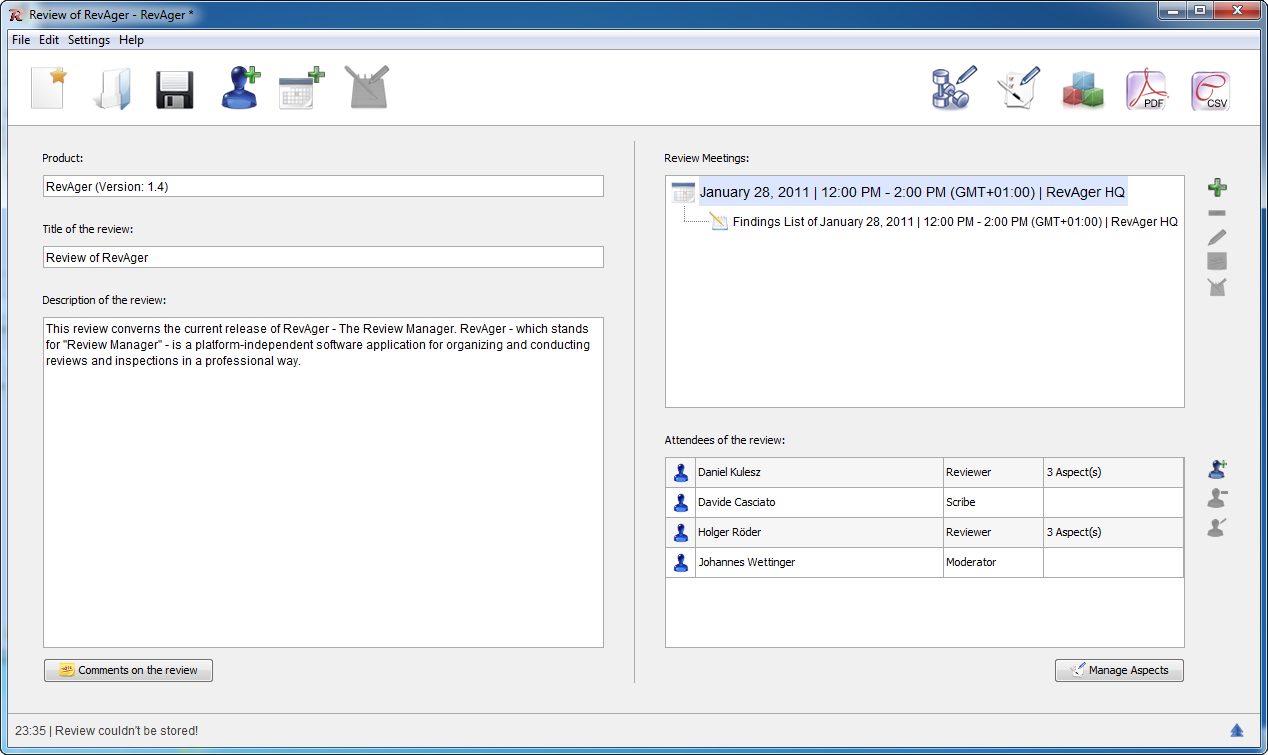 Review of RevAger - RevAger *
File Edit Settings Help
PDF
CSV
Product:
RevAger (Version: 1.4)
Title of the review:
Review of RevAger
Description of the review:
This review converns the current release of RevAger - The Review Manager. RevAger - which stands
for "Review Manager" - is a platform-independent software application for organizing and conducting
reviews and inspections in a professional way.
Comments on the review
Review Meetings:
January 28, 2011 | 12:00 PM - 2:00 PM (GMT+01:00) | RevAger HQ
Findings List of January 28, 2011 | 12:00 PM - 2:00 PM (GMT+01:00) | RevAger HQ
Attendees of the review:
Daniel Kulesz Reviewer 3 Aspect(s)
Davide Casciato Scribe
Holger Röder Reviewer 3 Aspect(s)
Johannes Wettinger Moderator
Manage Aspects
23:35 | Review couldn't be stored!